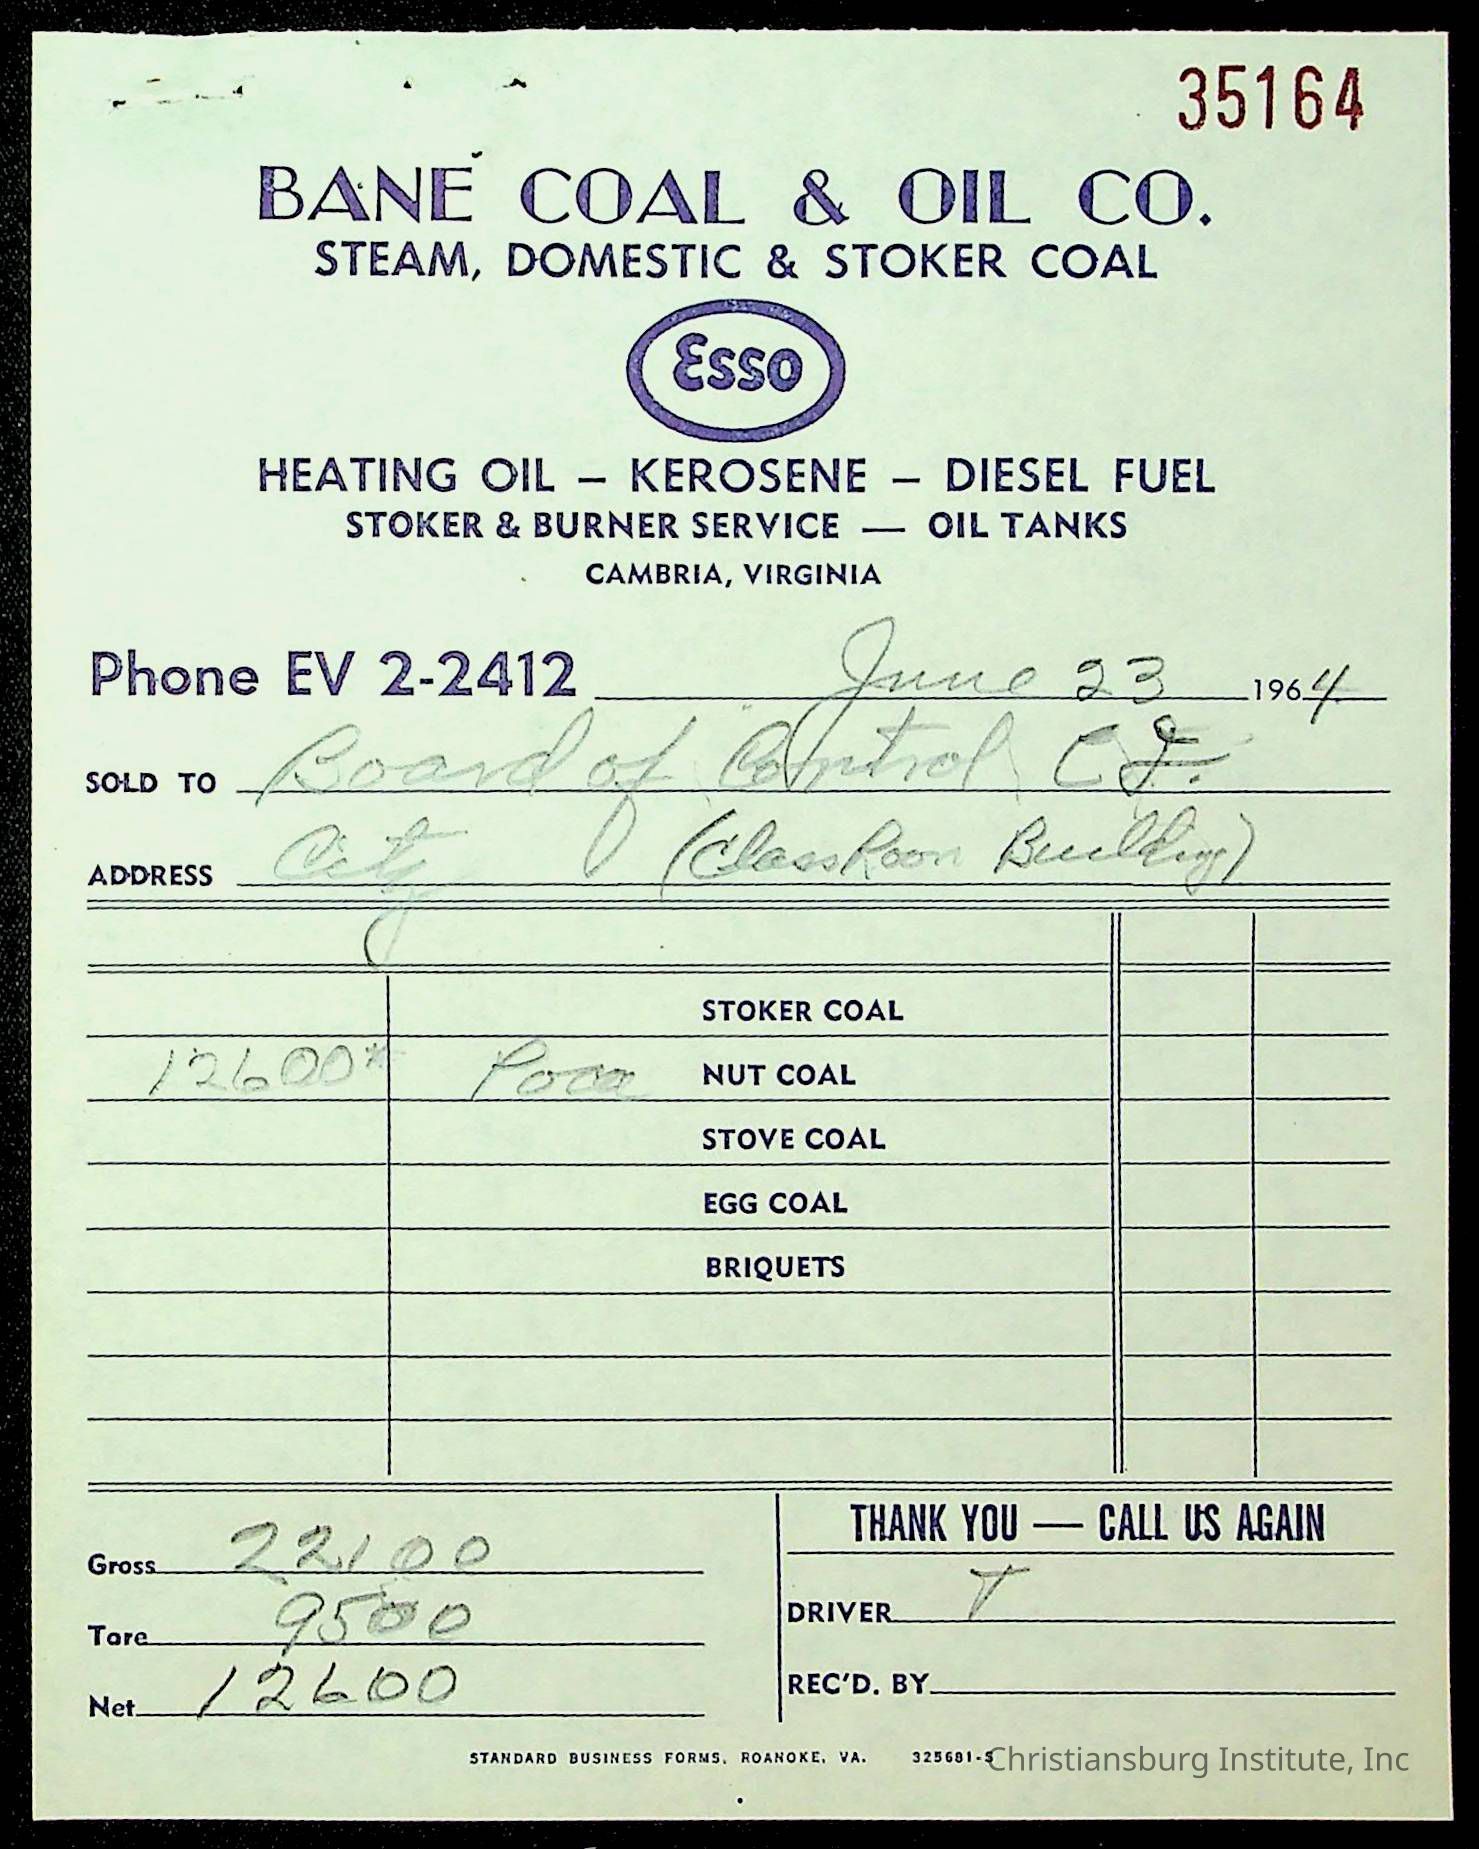 35164
BANE COAL & OIL CO.
STEAM, DOMESTIC & STOKER COAL
Esso
HEATING OIL – KEROSENE – DIESEL FUEL
STOKER & BURNER SERVICE — OIL TANKS
CAMBRIA, VIRGINIA
Phone EV 2-2412 June 23 1964
SOLD TO Board of Control C.I.
ADDRESS City (Class Room Building)
STOKER COAL
12600# Poca NUT COAL
STOVE COAL
EGG COAL
BRIQUETS
THANK YOU — CALL US AGAIN
Gross 22100
DRIVER T
Tare 9500
REC'D. BY
Net 12600
STANDARD BUSINESS FORMS, ROANOKE, VA. 325681-S
Christiansburg Institute, Inc